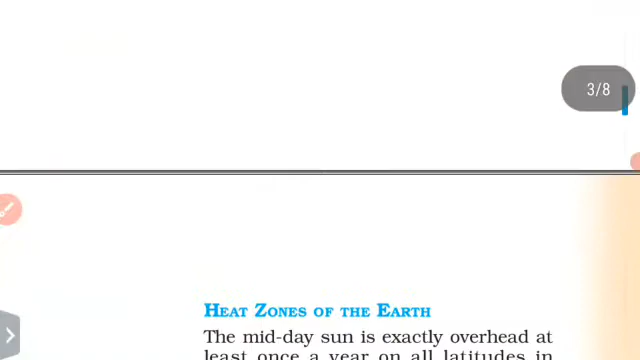 3/8
HEAT ZONES OF THE EARTH
The mid-day sun is exactly overhead at
least once a year on all latitudes in